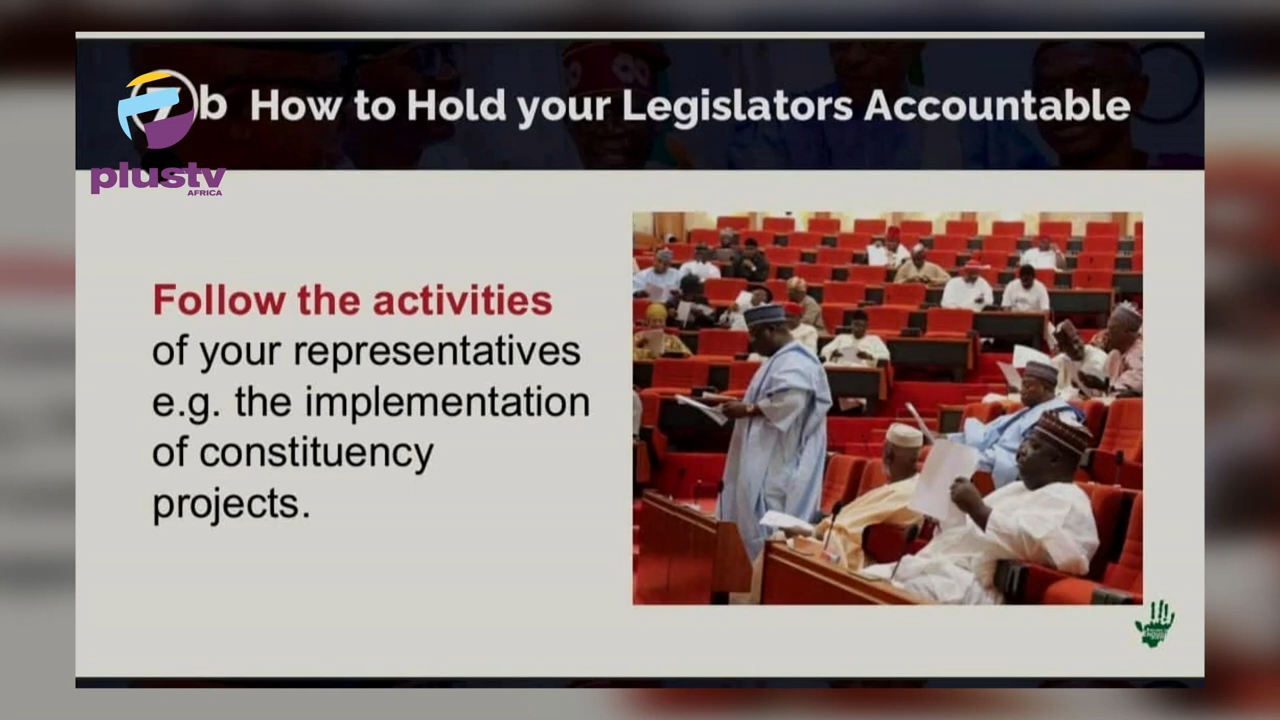 b How to Hold your Legislators Accountable
plustv
AFRICA
Follow the activities
of your representatives
e.g. the implementation
of constituency
projects.